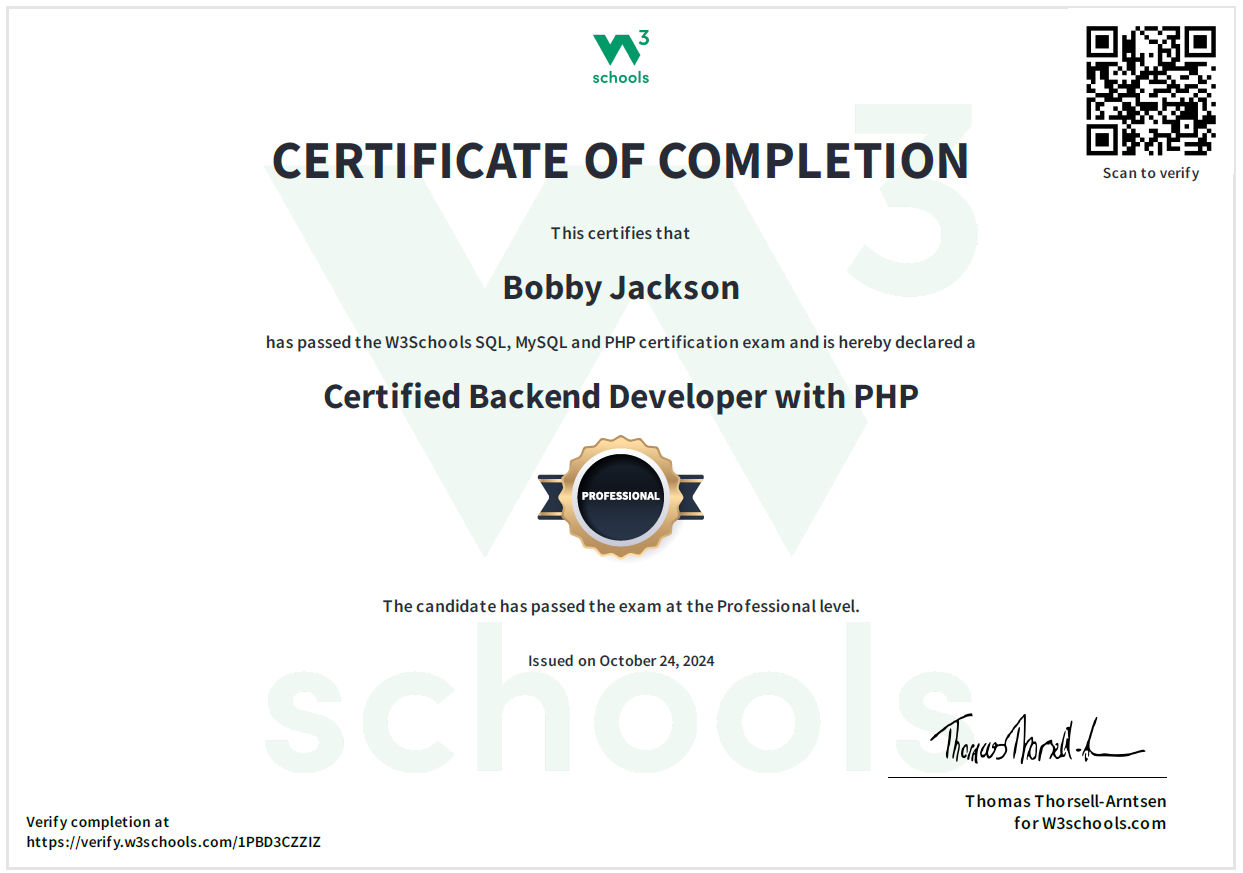 W3
schools
CERTIFICATE OF COMPLETION
Scan to verify
This certifies that
Bobby Jackson
has passed the W3Schools SQL, MySQL and PHP certification exam and is hereby declared a
Certified Backend Developer with PHP
PROFESSIONAL
The candidate has passed the exam at the Professional level.
Issued on October 24, 2024
W3
schools
Thomas Thorsell-A
Thomas Thorsell-Arntsen
for W3schools.com
Verify completion at
https://verify.w3schools.com/1PBD3CZZIZ